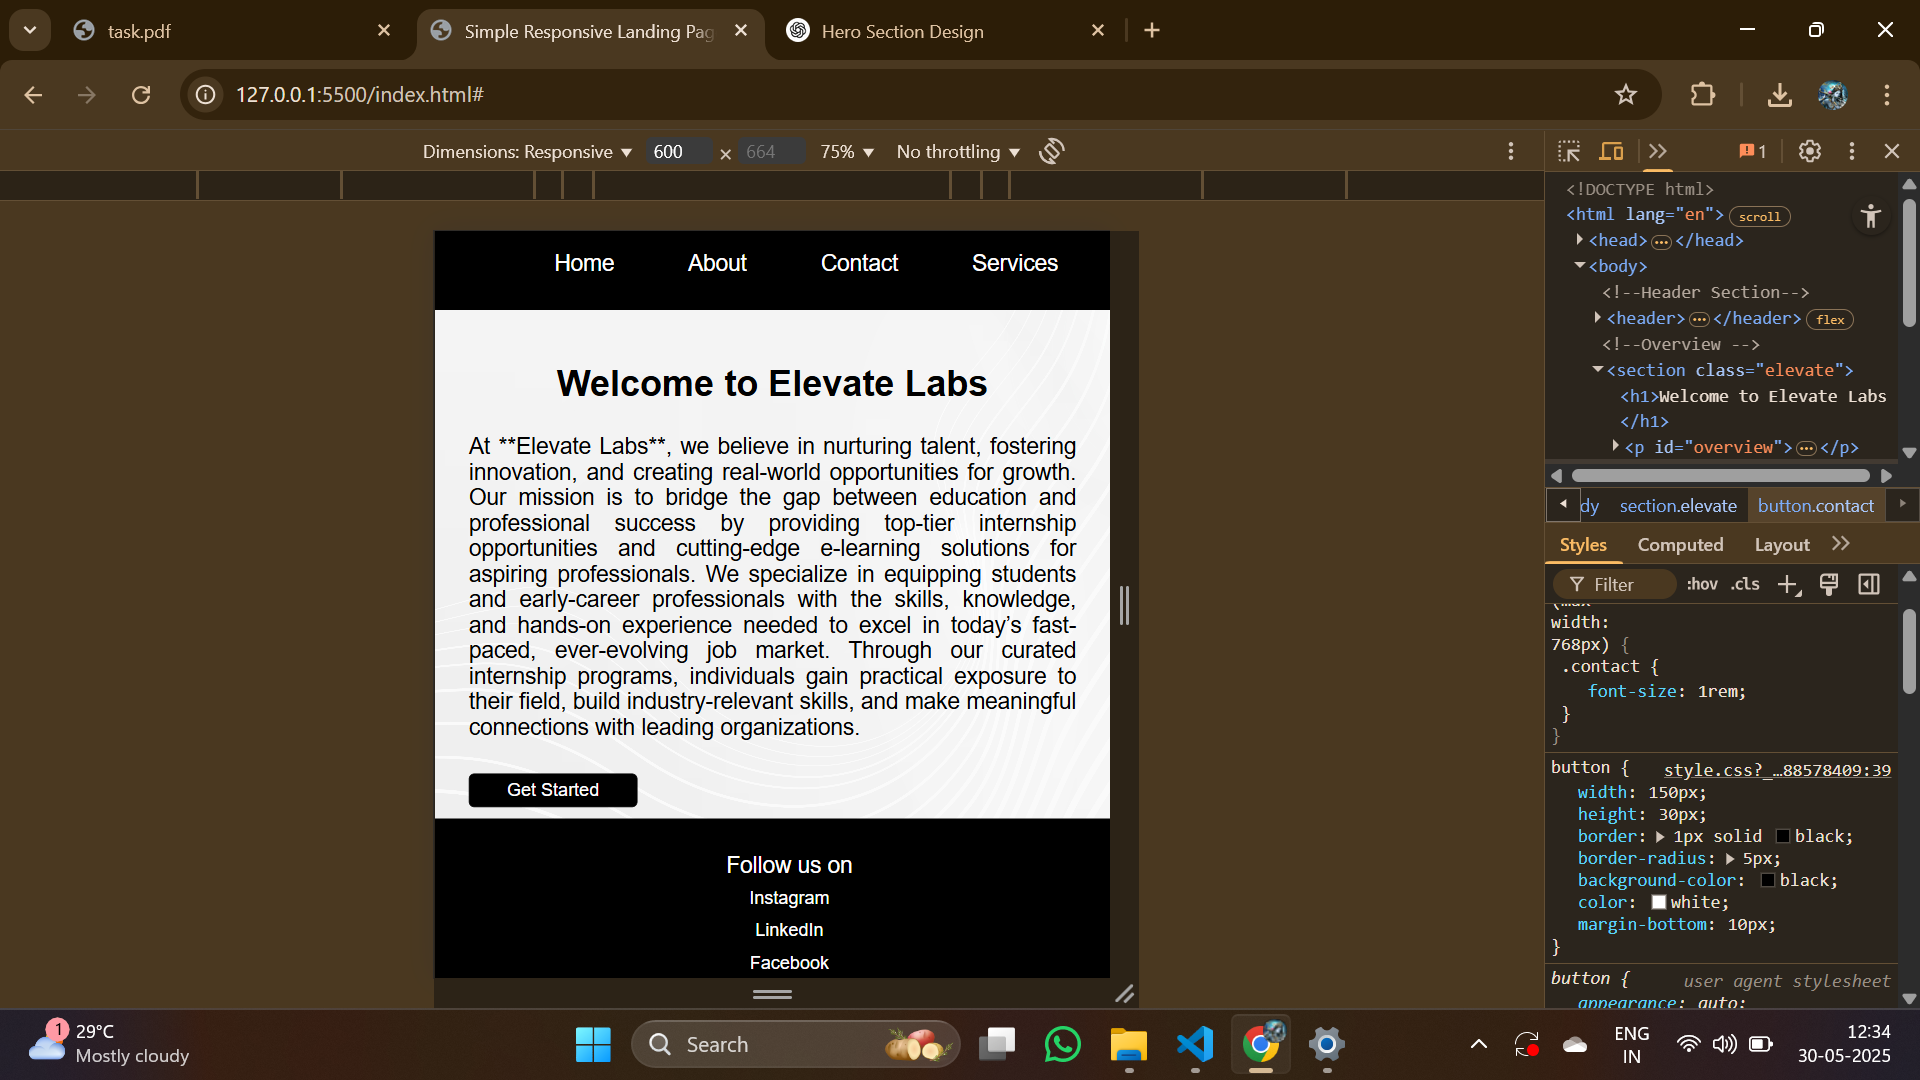 task.pdf
Simple Responsive Landing Pag
Hero Section Design
127.0.0.1:5500/index.html#
Dimensions: Responsive 600 × 664 75% No throttling
1
<!DOCTYPE html>
<html lang="en"> scroll
<head> … </head>
<body>
<!--Header Section-->
<header> … </header> flex
<!--Overview -->
<section class="elevate">
<h1>Welcome to Elevate Labs
</h1>
<p id="overview"> … </p>
dy section.elevate button.contact
Styles Computed Layout
Filter :hov .cls
(max-
width:
768px) {
.contact {
font-size: 1rem;
}
}
button { style.css?_…88578409:39
width: 150px;
height: 30px;
border: 1px solid black;
border-radius: 5px;
background-color: black;
color: white;
margin-bottom: 10px;
}
button { user agent stylesheet
appearance: auto;
Home About Contact Services
Welcome to Elevate Labs
At **Elevate Labs**, we believe in nurturing talent, fostering
innovation, and creating real-world opportunities for growth.
Our mission is to bridge the gap between education and
professional success by providing top-tier internship
opportunities and cutting-edge e-learning solutions for
aspiring professionals. We specialize in equipping students
and early-career professionals with the skills, knowledge,
and hands-on experience needed to excel in today’s fast-
paced, ever-evolving job market. Through our curated
internship programs, individuals gain practical exposure to
their field, build industry-relevant skills, and make meaningful
connections with leading organizations.
Get Started
Follow us on
Instagram
LinkedIn
Facebook
1
29°C
Mostly cloudy
Search
ENG
IN
12:34
30-05-2025